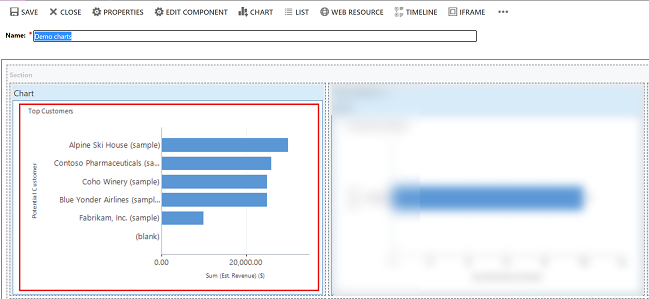 SAVE CLOSE PROPERTIES EDIT COMPONENT CHART LIST WEB RESOURCE TIMELINE IFRAME •••
Name: * Demo charts
Section
Chart
Top Customers
Potential Customer
Alpine Ski House (sample)
Contoso Pharmaceuticals (sa...
Coho Winery (sample)
Blue Yonder Airlines (sampl...
Fabrikam, Inc. (sample)
(blank)
0.00 20,000.00
Sum (Est. Revenue) ($)